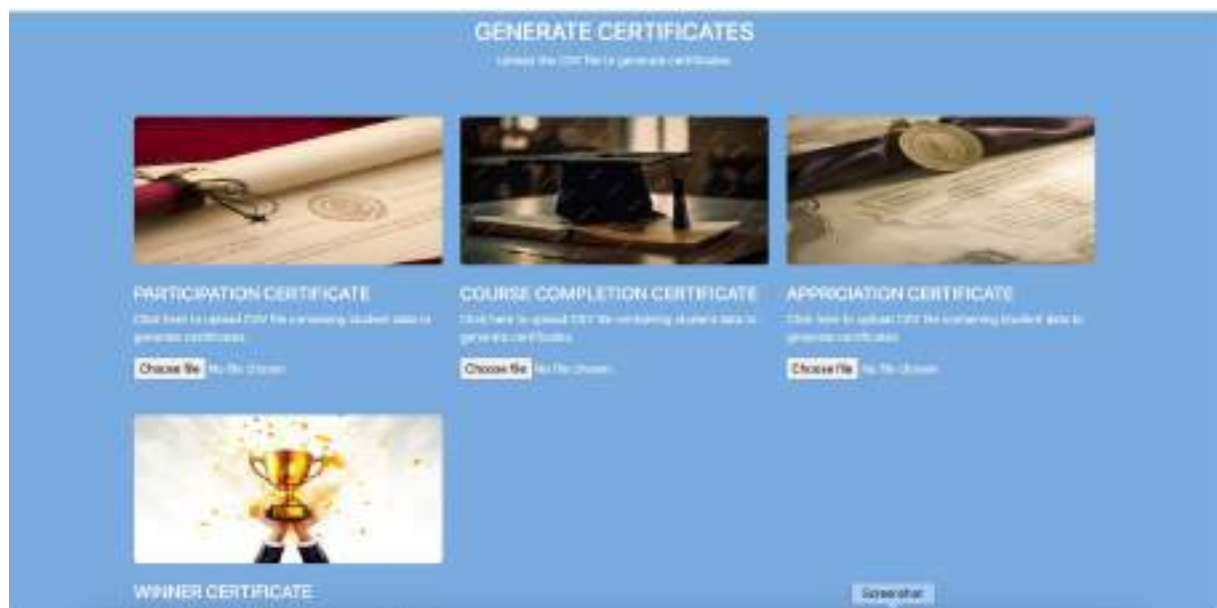 GENERATE CERTIFICATES
Upload the CSV file to generate certificates
PARTICIPATION CERTIFICATE
Click here to upload CSV file containing student data to
generate certificates
Choose file No file chosen
COURSE COMPLETION CERTIFICATE
Click here to upload CSV file containing student data to
generate certificates
Choose file No file chosen
APPRICIATION CERTIFICATE
Click here to upload CSV file containing student data to
generate certificates
Choose file No file chosen
WINNER CERTIFICATE
Screenshot